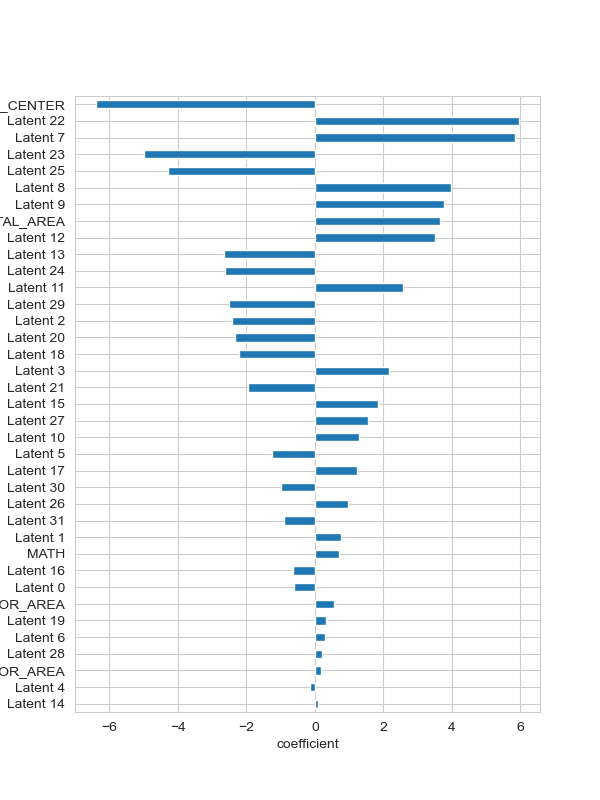 _CENTER
Latent 22
Latent 7
Latent 23
Latent 25
Latent 8
Latent 9
TAL_AREA
Latent 12
Latent 13
Latent 24
Latent 11
Latent 29
Latent 2
Latent 20
Latent 18
Latent 3
Latent 21
Latent 15
Latent 27
Latent 10
Latent 5
Latent 17
Latent 30
Latent 26
Latent 31
Latent 1
MATH
Latent 16
Latent 0
OR_AREA
Latent 19
Latent 6
Latent 28
OR_AREA
Latent 4
Latent 14
−6 −4 −2 0 2 4 6
coefficient